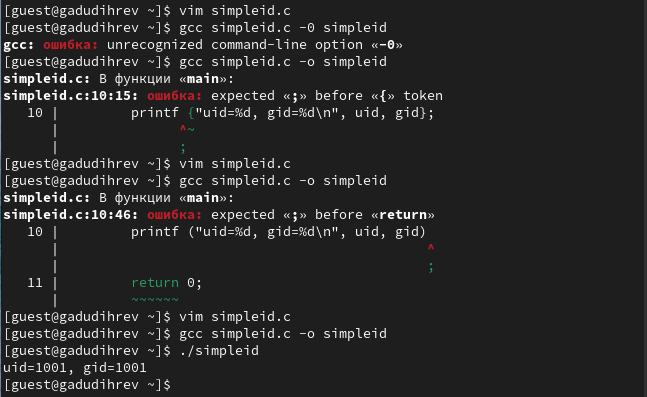 [guest@gadudihrev ~]$ vim simpleid.c
[guest@gadudihrev ~]$ gcc simpleid.c -0 simpleid
gcc: ошибка: unrecognized command-line option «-0»
[guest@gadudihrev ~]$ gcc simpleid.c -o simpleid
simpleid.c: В функции «main»:
simpleid.c:10:15: ошибка: expected «;» before «{» token
   10 |         printf {"uid=%d, gid=%d\n", uid, gid};
      |               ^~
      |               ;
[guest@gadudihrev ~]$ vim simpleid.c
[guest@gadudihrev ~]$ gcc simpleid.c -o simpleid
simpleid.c: В функции «main»:
simpleid.c:10:46: ошибка: expected «;» before «return»
   10 |         printf ("uid=%d, gid=%d\n", uid, gid)
      |                                              ^
      |                                              ;
   11 |         return 0;
      |         ~~~~~~
[guest@gadudihrev ~]$ vim simpleid.c
[guest@gadudihrev ~]$ gcc simpleid.c -o simpleid
[guest@gadudihrev ~]$ ./simpleid
uid=1001, gid=1001
[guest@gadudihrev ~]$